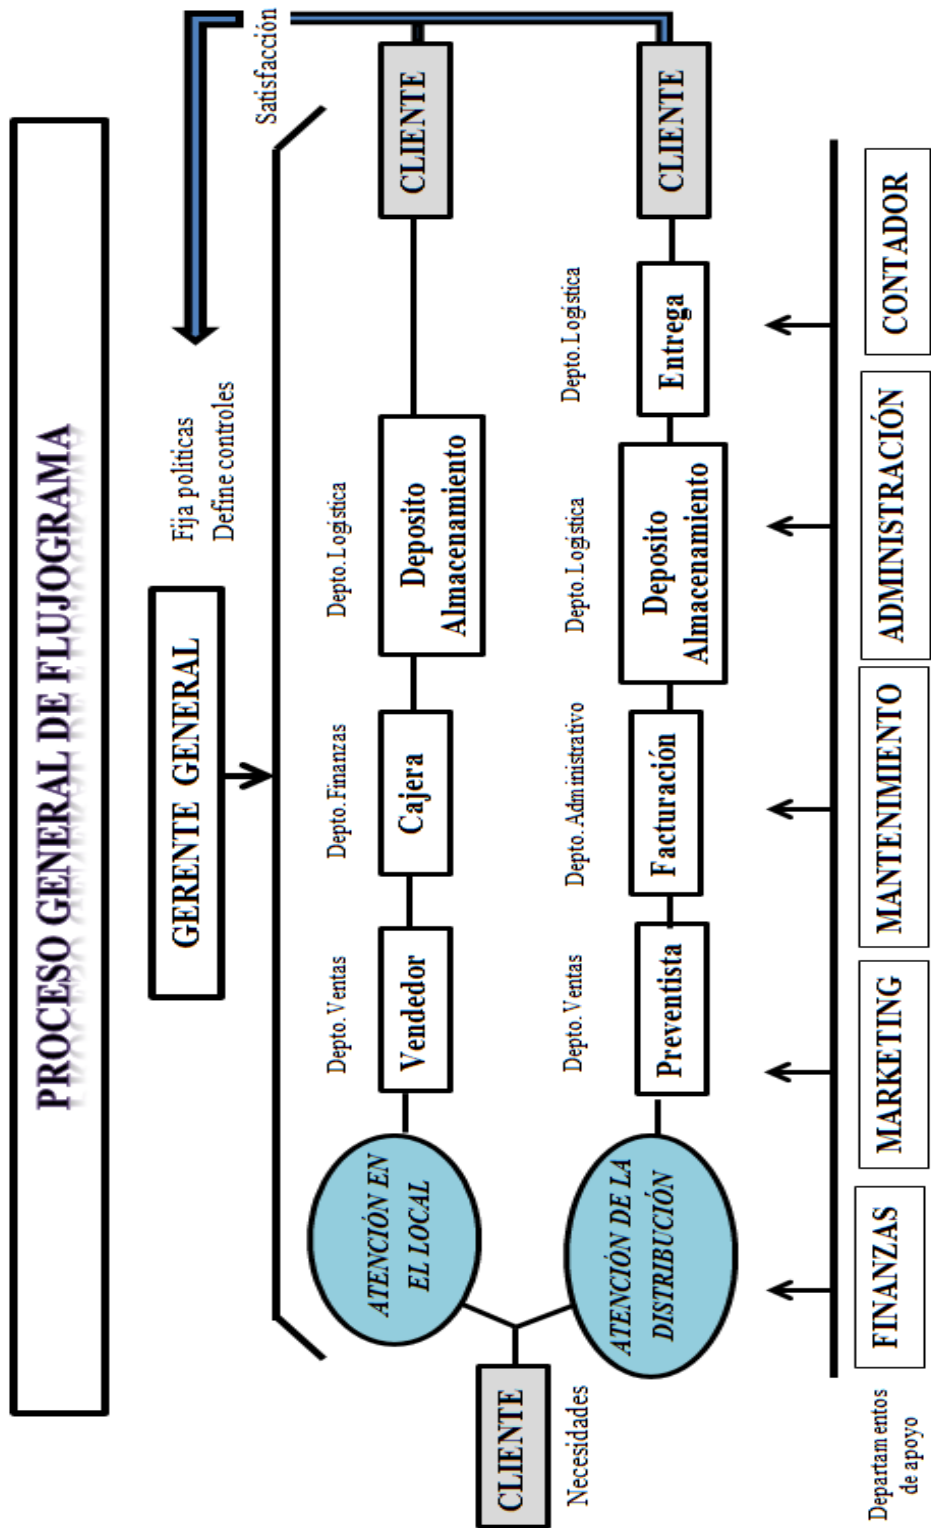 PROCESO GENERAL DE FLUJOGRAMA
GERENTE GENERAL
Fija politicas
Define controles
Satisfacción
CLIENTE
Necesidades
ATENCIÓN EN
EL LOCAL
Depto. Ventas
Vendedor
Depto. Finanzas
Cajera
Depto. Logística
Deposito
Almacenamiento
CLIENTE
ATENCIÓN DE LA
DISTRIBUCIÓN
Depto. Ventas
Preventista
Depto. Administrativo
Facturación
Depto. Logística
Deposito
Almacenamiento
Depto. Logística
Entrega
CLIENTE
Departamentos
de apoyo
FINANZAS
MARKETING
MANTENIMIENTO
ADMINISTRACIÓN
CONTADOR